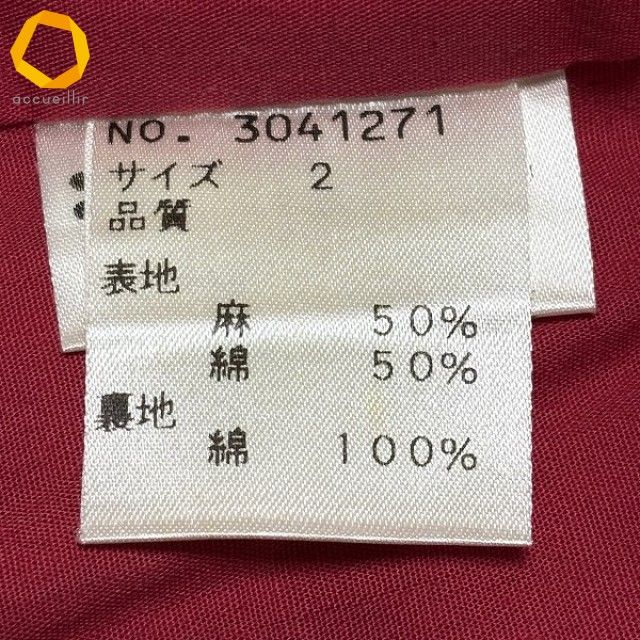 accueillir
No. 3041271
サイズ 2
品質
表地
麻 50%
綿 50%
裏地
綿 100%